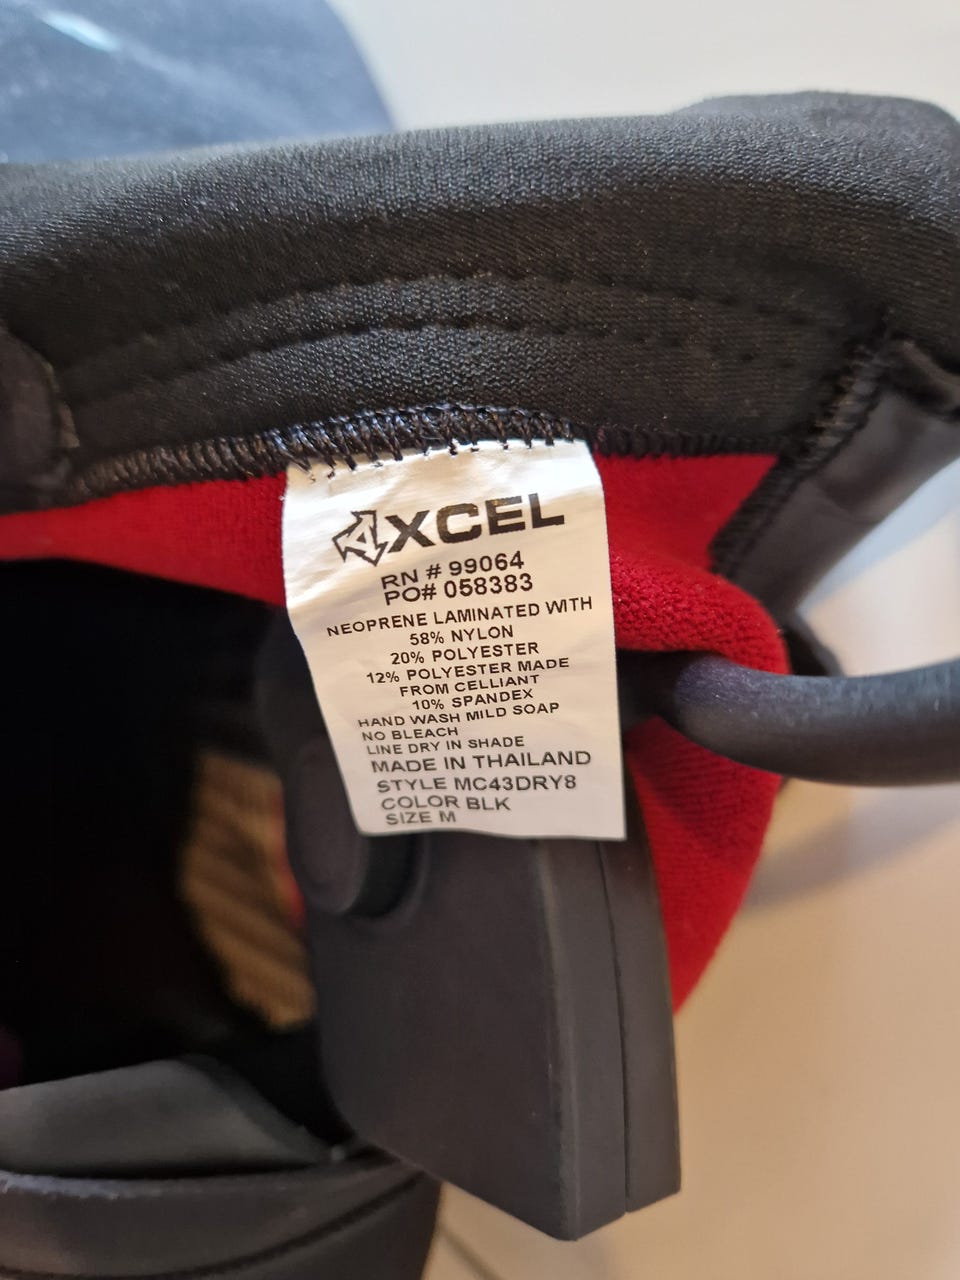 XCEL
RN # 99064
PO# 058383
NEOPRENE LAMINATED WITH
58% NYLON
20% POLYESTER
12% POLYESTER MADE
FROM CELLIANT
10% SPANDEX
HAND WASH MILD SOAP
NO BLEACH
LINE DRY IN SHADE
MADE IN THAILAND
STYLE MC43DRY8
COLOR BLK
SIZE M